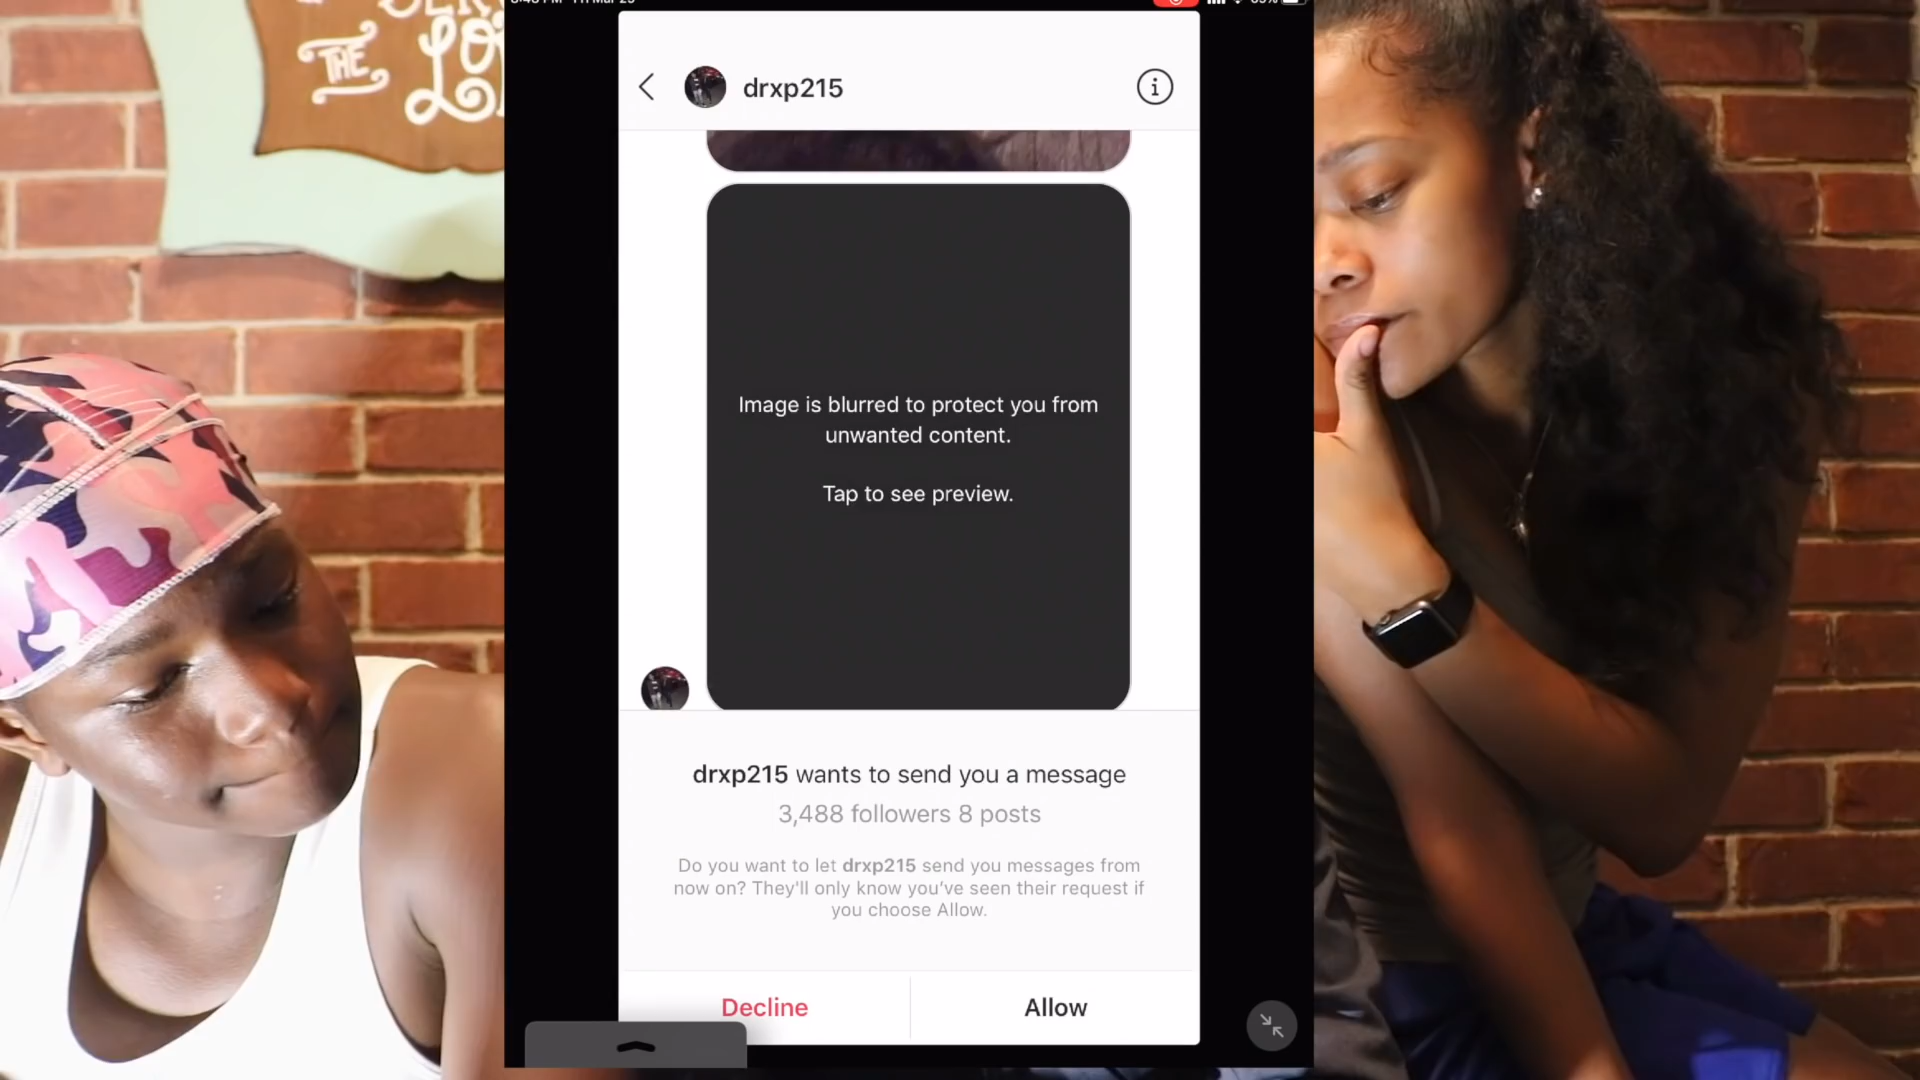 THE
drxp215
Image is blurred to protect you from
unwanted content.
Tap to see preview.
drxp215 wants to send you a message
3,488 followers 8 posts
Do you want to let drxp215 send you messages from
now on? They'll only know you've seen their request if
you choose Allow.
Decline
Allow